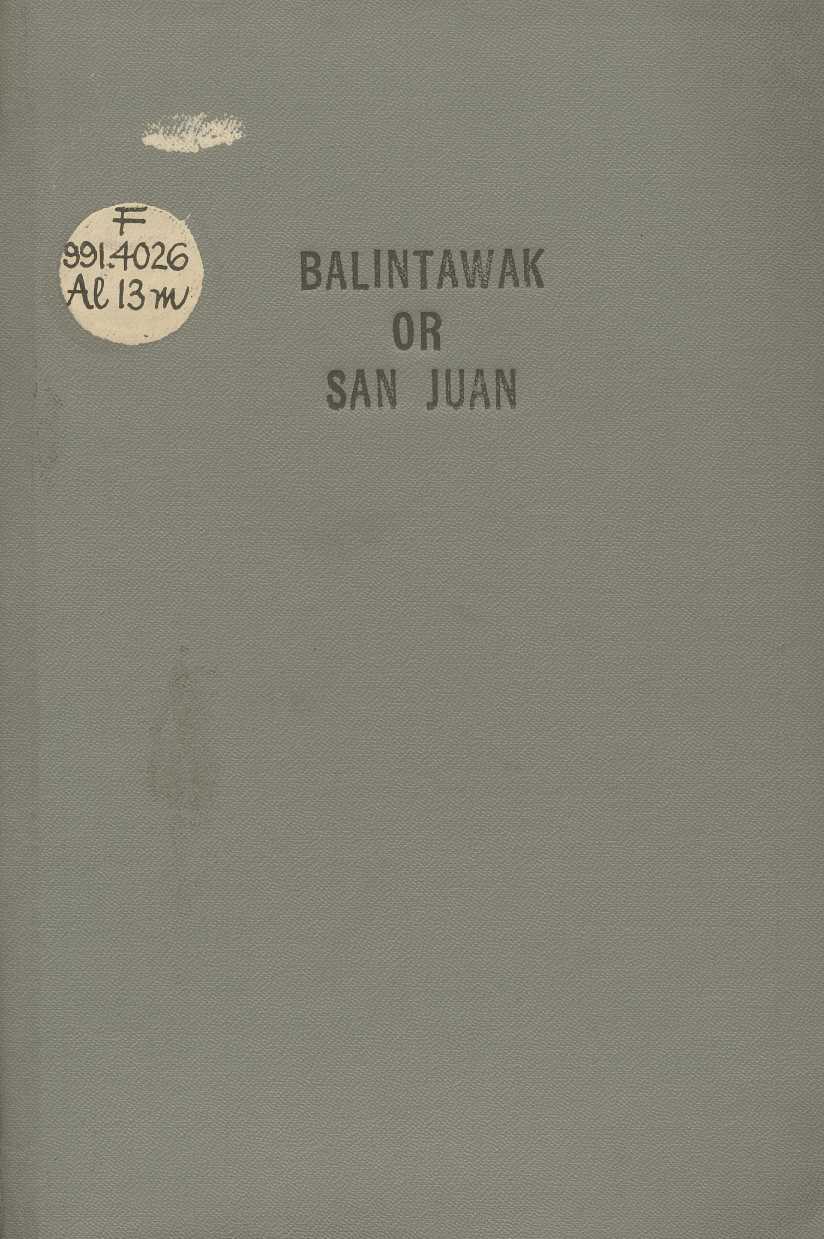 F
991.4026
Al 13 m
BALINTAWAK
OR
SAN JUAN